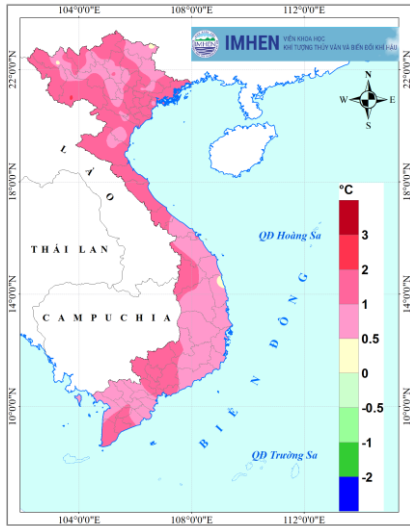 104°0'0"E 108°0'0"E 112°0'0"E
IMHEN
IMHEN
VIỆN KHOA HỌC
KHÍ TƯỢNG THỦY VĂN VÀ BIẾN ĐỔI KHÍ HẬU
22°0'0"N
22°0'0"N
N
W E
S
LÀO
18°0'0"N
18°0'0"N
°C
3
2
1
0.5
0
-0.5
-1
-2
QĐ Hoàng Sa
THÁI LAN
14°0'0"N
14°0'0"N
CAMPUCHIA
BIỂN ĐÔNG
10°0'0"N
10°0'0"N
QĐ Trường Sa
104°0'0"E 108°0'0"E 112°0'0"E